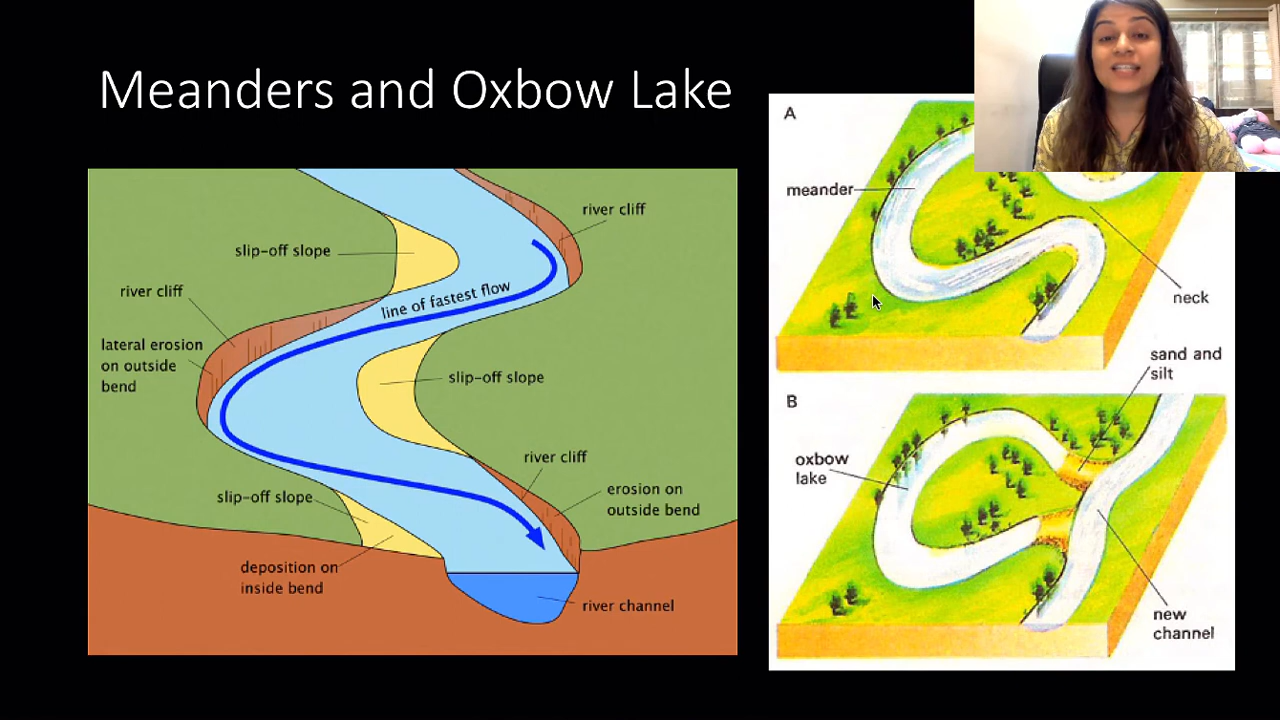 Meanders and Oxbow Lake
river cliff
slip-off slope
line of fastest flow
river cliff
lateral erosion
on outside
bend
slip-off slope
river cliff
slip-off slope
erosion on
outside bend
deposition on
inside bend
river channel
A
meander
neck
sand and
silt
B
oxbow
lake
new
channel